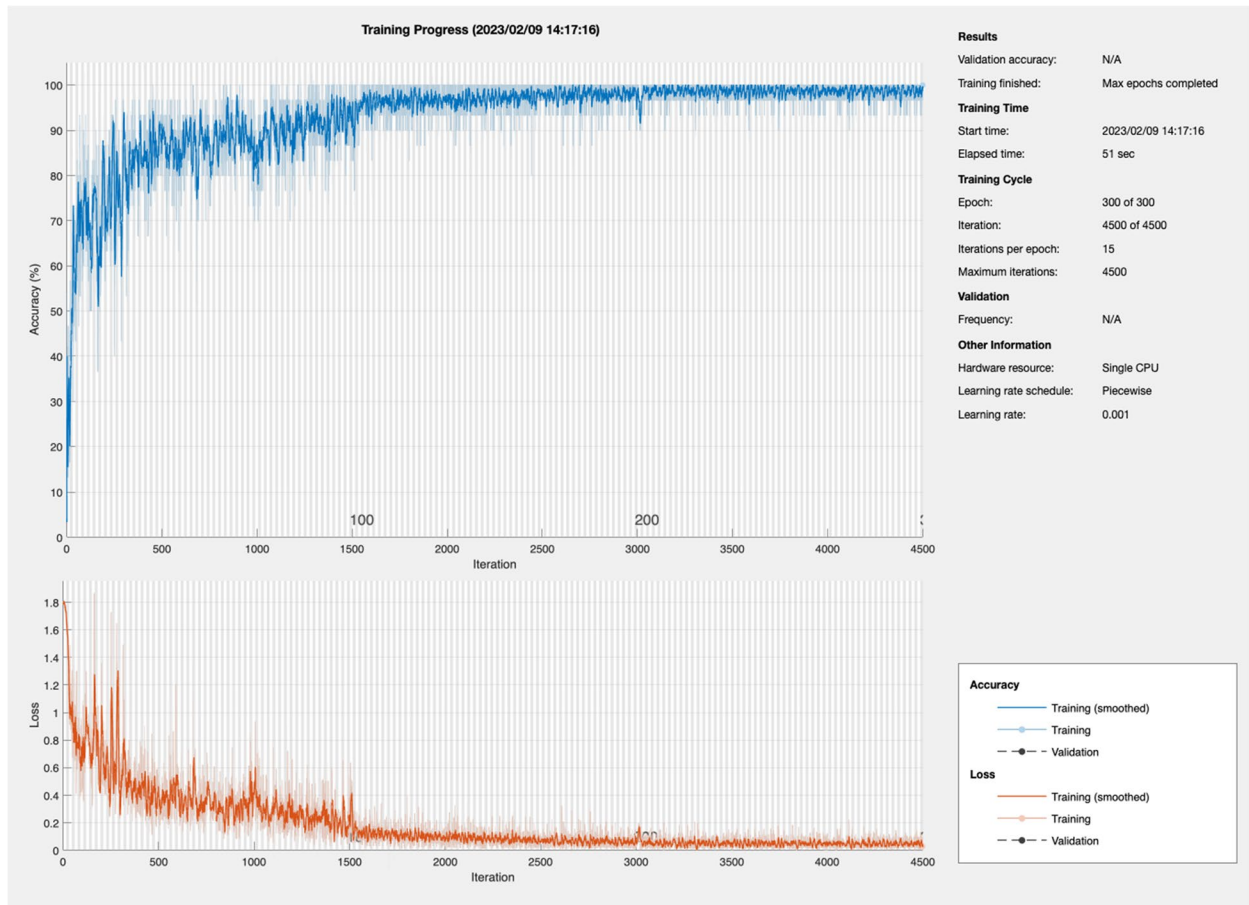 Training Progress (2023/02/09 14:17:16)
100
90
80
70
60
50
40
30
20
10
0
Accuracy (%)
100
200
0
500
1000
1500
2000
2500
3000
3500
4000
4500
Iteration
1.8
1.6
1.4
1.2
1
0.8
0.6
0.4
0.2
0
Loss
0
500
1000
1500
2000
2500
3000
3500
4000
4500
Iteration
Results
Validation accuracy: N/A
Training finished: Max epochs completed
Training Time
Start time: 2023/02/09 14:17:16
Elapsed time: 51 sec
Training Cycle
Epoch: 300 of 300
Iteration: 4500 of 4500
Iterations per epoch: 15
Maximum iterations: 4500
Validation
Frequency: N/A
Other Information
Hardware resource: Single CPU
Learning rate schedule: Piecewise
Learning rate: 0.001
Accuracy
Training (smoothed)
Training
Validation
Loss
Training (smoothed)
Training
Validation